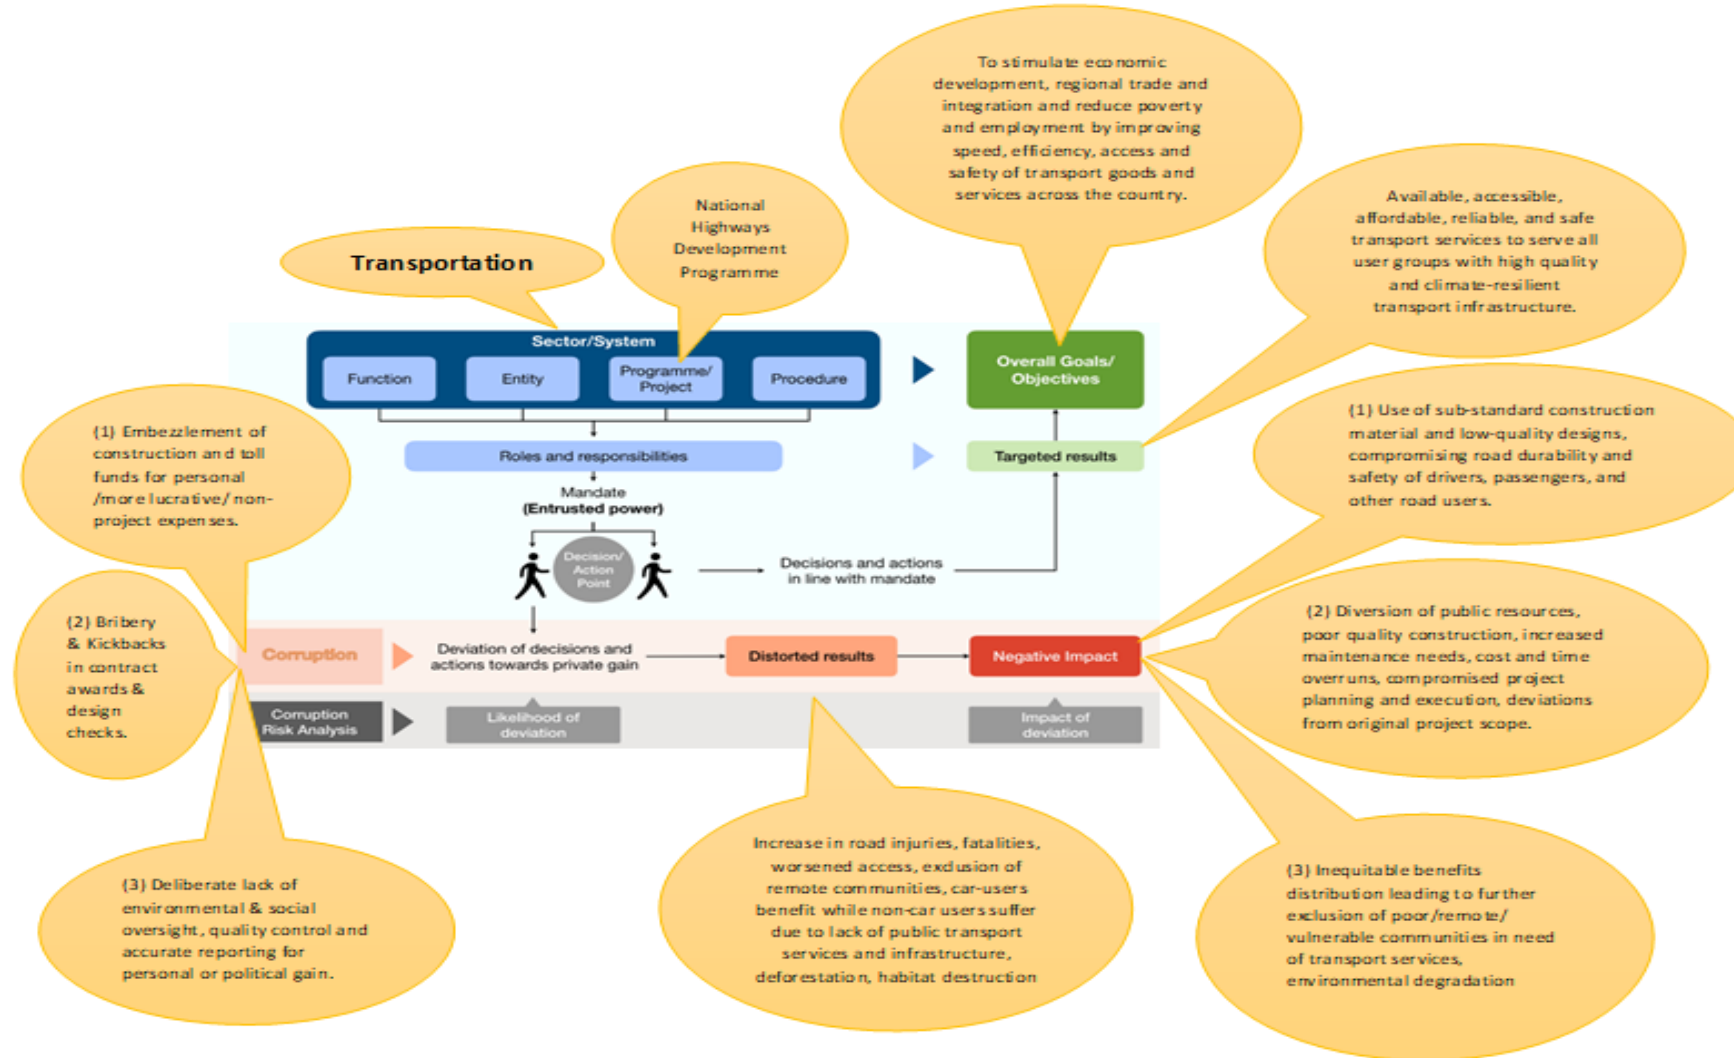 To stimulate economic
development, regional trade and
integration and reduce poverty
and employment by improving
speed, efficiency, access and
safety of transport goods and
services across the country.
National
Highways
Development
Programme
Available, accessible,
affordable, reliable, and safe
transport services to serve all
user groups with high quality
and climate-resilient
transport infrastructure.
Transportation
Sector/System
Function
Entity
Programme/
Project
Procedure
Overall Goals/
Objectives
(1) Embezzlement of
construction and toll
funds for personal
/more lucrative/ non-
project expenses.
(1) Use of sub-standard construction
material and low-quality designs,
compromising road durability and
safety of drivers, passengers, and
other road users.
Roles and responsibilities
Targeted results
Mandate
(Entrusted power)
Decision/
Action
Point
Decisions and actions
in line with mandate
(2) Bribery
& Kickbacks
in contract
awards &
design
checks.
(2) Diversion of public resources,
poor quality construction, increased
maintenance needs, cost and time
overruns, compromised project
planning and execution, deviations
from original project scope.
Corruption
Deviation of decisions and
actions towards private gain
Distorted results
Negative Impact
Corruption
Risk Analysis
Likelihood of
deviation
Impact of
deviation
(3) Deliberate lack of
environmental & social
oversight, quality control and
accurate reporting for
personal or political gain.
Increase in road injuries, fatalities,
worsened access, exclusion of
remote communities, car-users
benefit while non-car users suffer
due to lack of public transport
services and infrastructure,
deforestation, habitat destruction
(3) Inequitable benefits
distribution leading to further
exclusion of poor/remote/
vulnerable communities in need
of transport services,
environmental degradation